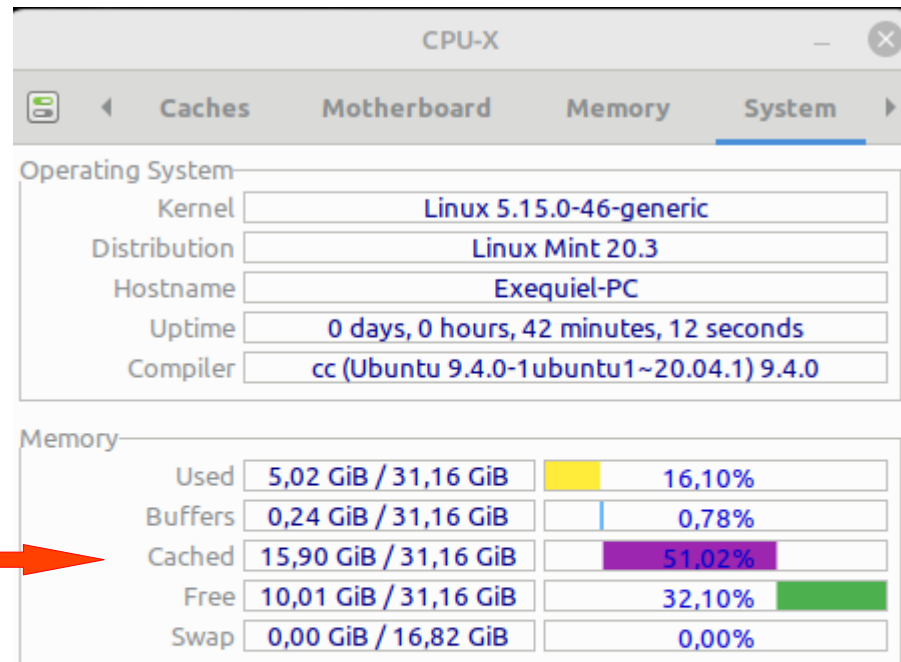 CPU-X
Caches Motherboard Memory System
Operating System
Kernel Linux 5.15.0-46-generic
Distribution Linux Mint 20.3
Hostname Exequiel-PC
Uptime 0 days, 0 hours, 42 minutes, 12 seconds
Compiler cc (Ubuntu 9.4.0-1ubuntu1~20.04.1) 9.4.0
Memory
Used 5,02 GiB / 31,16 GiB 16,10%
Buffers 0,24 GiB / 31,16 GiB 0,78%
Cached 15,90 GiB / 31,16 GiB 51,02%
Free 10,01 GiB / 31,16 GiB 32,10%
Swap 0,00 GiB / 16,82 GiB 0,00%